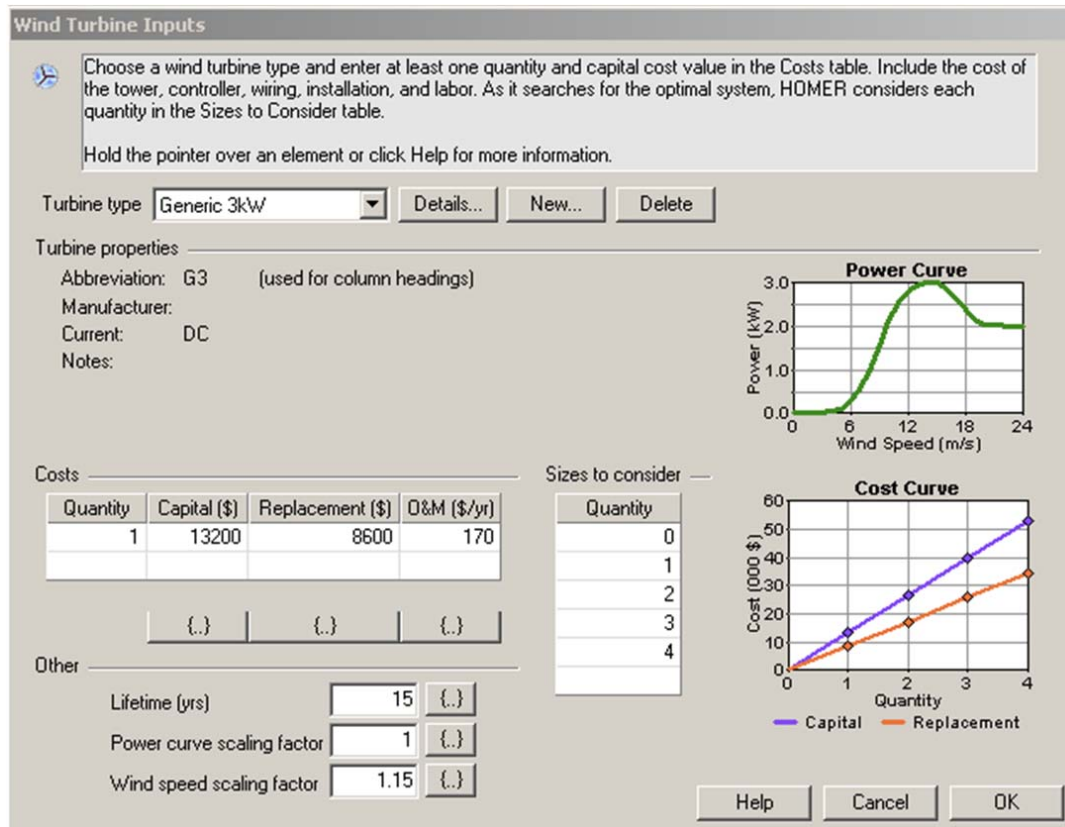 Wind Turbine Inputs
Choose a wind turbine type and enter at least one quantity and capital cost value in the Costs table. Include the cost of
the tower, controller, wiring, installation, and labor. As it searches for the optimal system, HOMER considers each
quantity in the Sizes to Consider table.
Hold the pointer over an element or click Help for more information.
Turbine type Generic 3kW Details... New... Delete
Turbine properties
Abbreviation: G3 (used for column headings)
Manufacturer:
Current: DC
Notes:
Power Curve
Power (kW)
3.0
2.0
1.0
0.0
0 6 12 18 24
Wind Speed (m/s)
Costs
Quantity Capital ($) Replacement ($) O&M ($/yr)
1 13200 8600 170
{..} {..} {..}
Sizes to consider
Quantity
0
1
2
3
4
Cost Curve
Cost (000 $)
60
50
40
30
20
10
0
0 1 2 3 4
Quantity
Capital Replacement
Other
Lifetime (yrs) 15 {..}
Power curve scaling factor 1 {..}
Wind speed scaling factor 1.15 {..}
Help Cancel OK